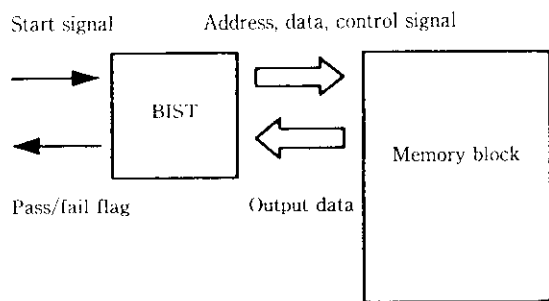 Start signal
Address, data, control signal
BIST
Memory block
Pass/fail flag
Output data